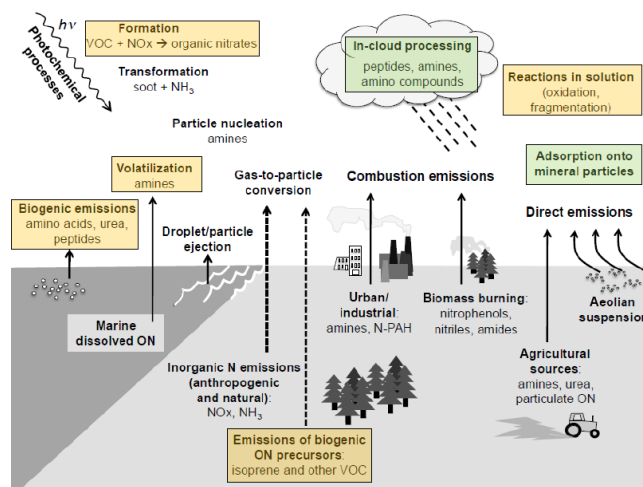 hν
Photochemical
processes
Formation
VOC + NOx → organic nitrates
Transformation
soot + NH3
Particle nucleation
amines
In-cloud processing
peptides, amines,
amino compounds
Reactions in solution
(oxidation,
fragmentation)
Adsorption onto
mineral particles
Volatilization
amines
Gas-to-particle
conversion
Combustion emissions
Biogenic emissions
amino acids, urea,
peptides
Droplet/particle
ejection
Direct emissions
Marine
dissolved ON
Urban/
industrial:
amines, N-PAH
Biomass burning:
nitrophenols,
nitriles, amides
Aeolian
suspension
Inorganic N emissions
(anthropogenic
and natural):
NOx, NH3
Agricultural
sources:
amines, urea,
particulate ON
Emissions of biogenic
ON precursors:
isoprene and other VOC